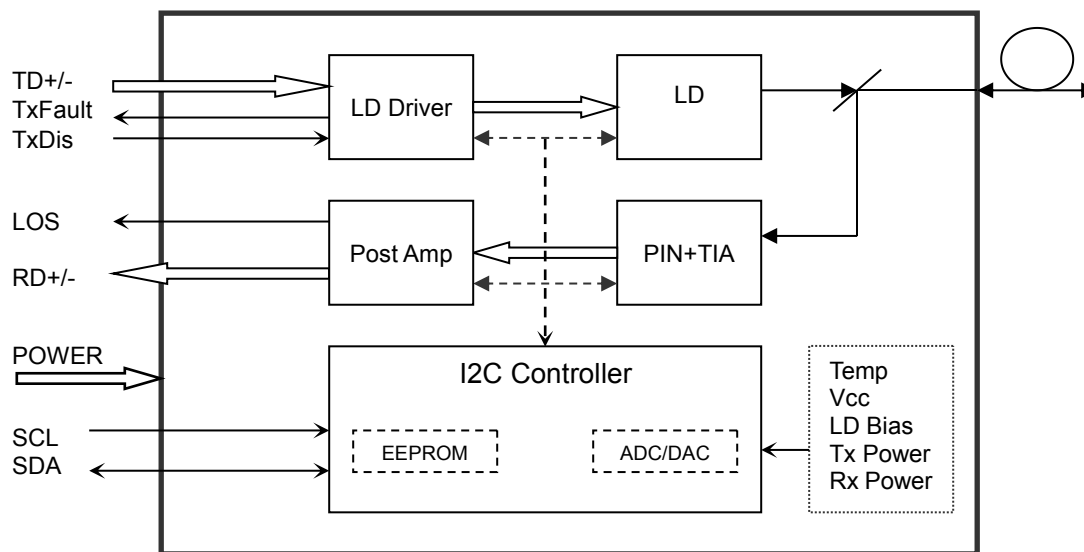 TD+/-
TxFault
TxDis
LD Driver
LD
LOS
RD+/-
Post Amp
PIN+TIA
POWER
SCL
SDA
I2C Controller
EEPROM
ADC/DAC
Temp
Vcc
LD Bias
Tx Power
Rx Power